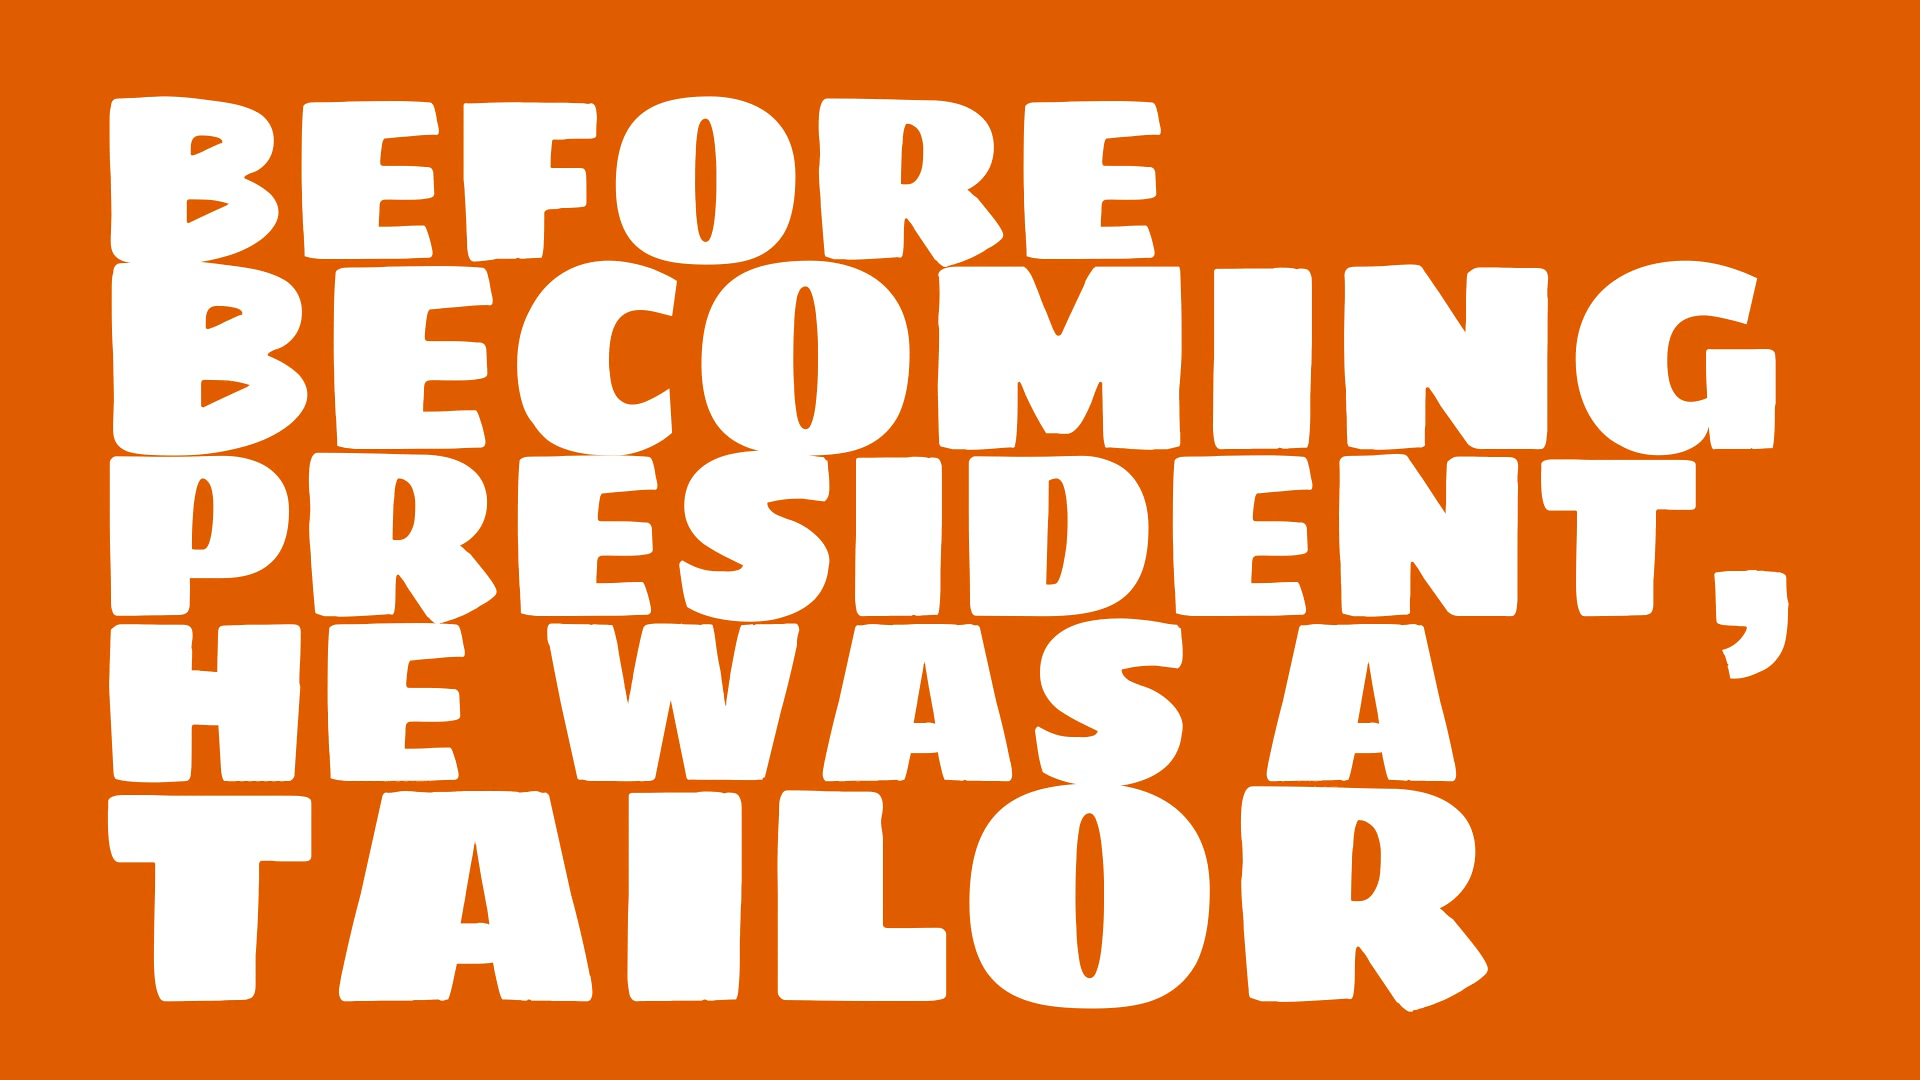 BEFORE
BECOMING
PRESIDENT,
HE WAS A
TAILOR